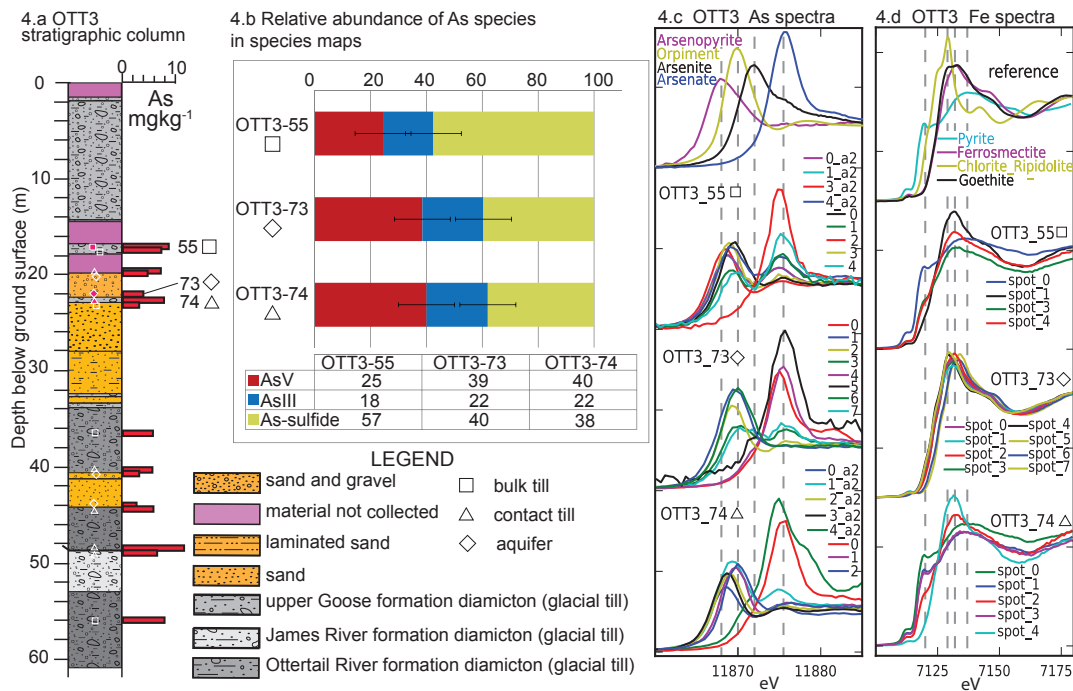 4.a OTT3
stratigraphic column
0 10
As
mgkg-1
Depth below ground surface (m)
0
10
20
30
40
50
60
55
73
74
4.b Relative abundance of As species
in species maps
0 20 40 60 80 100
OTT3-55
OTT3-73
OTT3-74
OTT3-55 OTT3-73 OTT3-74
AsV 25 39 40
AsIII 18 22 22
As-sulfide 57 40 38
LEGEND
sand and gravel
material not collected
laminated sand
sand
upper Goose formation diamicton (glacial till)
James River formation diamicton (glacial till)
Ottertail River formation diamicton (glacial till)
bulk till
contact till
aquifer
4.c OTT3 As spectra
Arsenopyrite
Orpiment
Arsenite
Arsenate
OTT3_55
0_a2
1_a2
3_a2
4_a2
0
1
2
3
4
OTT3_73
0
1
2
3
4
5
6
7
OTT3_74
0_a2
1_a2
2_a2
3_a2
4_a2
0
1
2
11870 11880
eV
4.d OTT3 Fe spectra
reference
Pyrite
Ferrosmectite
Chlorite_Ripidolite
Goethite
OTT3_55
spot_0
spot_1
spot_3
spot_4
OTT3_73
spot_0 spot_4
spot_1 spot_5
spot_2 spot_6
spot_3 spot_7
OTT3_74
spot_0
spot_1
spot_2
spot_3
spot_4
7125 7150 7175
eV